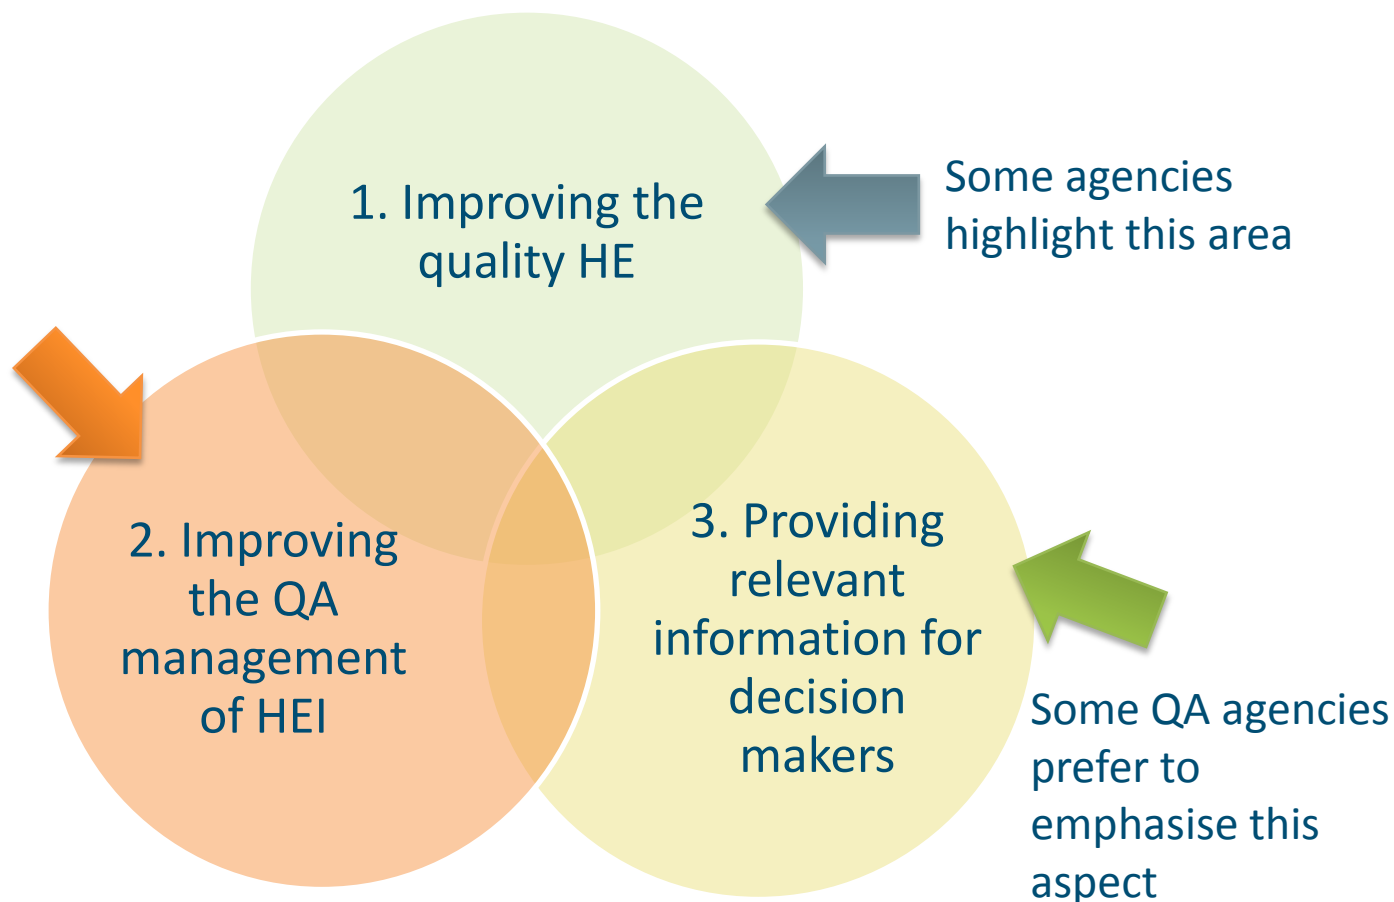 1. Improving the
quality HE
Some agencies
highlight this area
2. Improving
the QA
management
of HEI
3. Providing
relevant
information for
decision
makers
Some QA agencies
prefer to
emphasise this
aspect